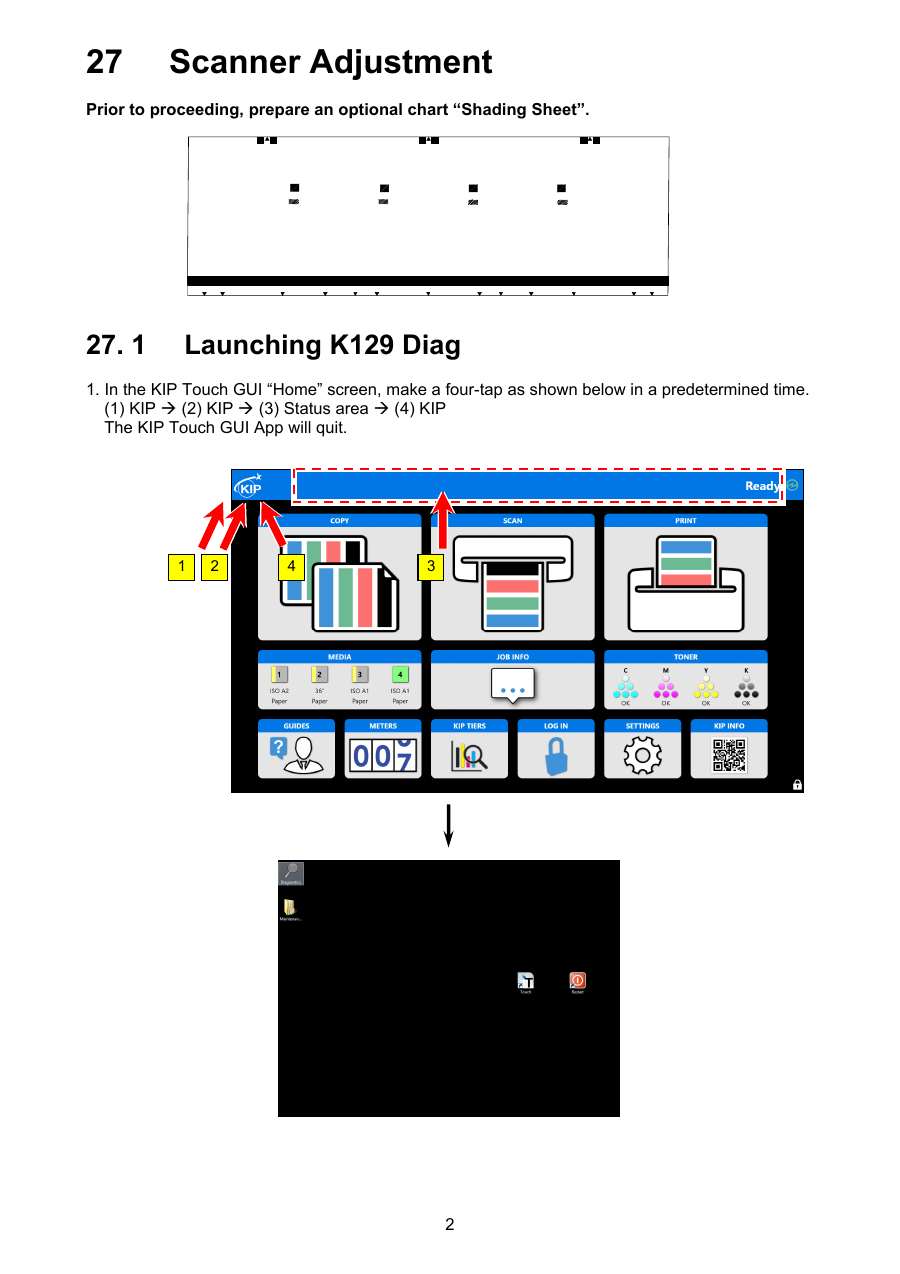 27 Scanner Adjustment
Prior to proceeding, prepare an optional chart “Shading Sheet”.
27. 1 Launching K129 Diag
1. In the KIP Touch GUI “Home” screen, make a four-tap as shown below in a predetermined time.
(1) KIP → (2) KIP → (3) Status area → (4) KIP
The KIP Touch GUI App will quit.
KIP
Ready
1
2
4
3
COPY
SCAN
PRINT
MEDIA
JOB INFO
TONER
1
2
3
4
ISO A2
Paper
36"
Paper
ISO A1
Paper
ISO A1
Paper
C
M
Y
K
OK
OK
OK
OK
GUIDES
METERS
KIP TIERS
LOG IN
SETTINGS
KIP INFO
?
007
Diagnostics
Maintenan...
T
Touch
2